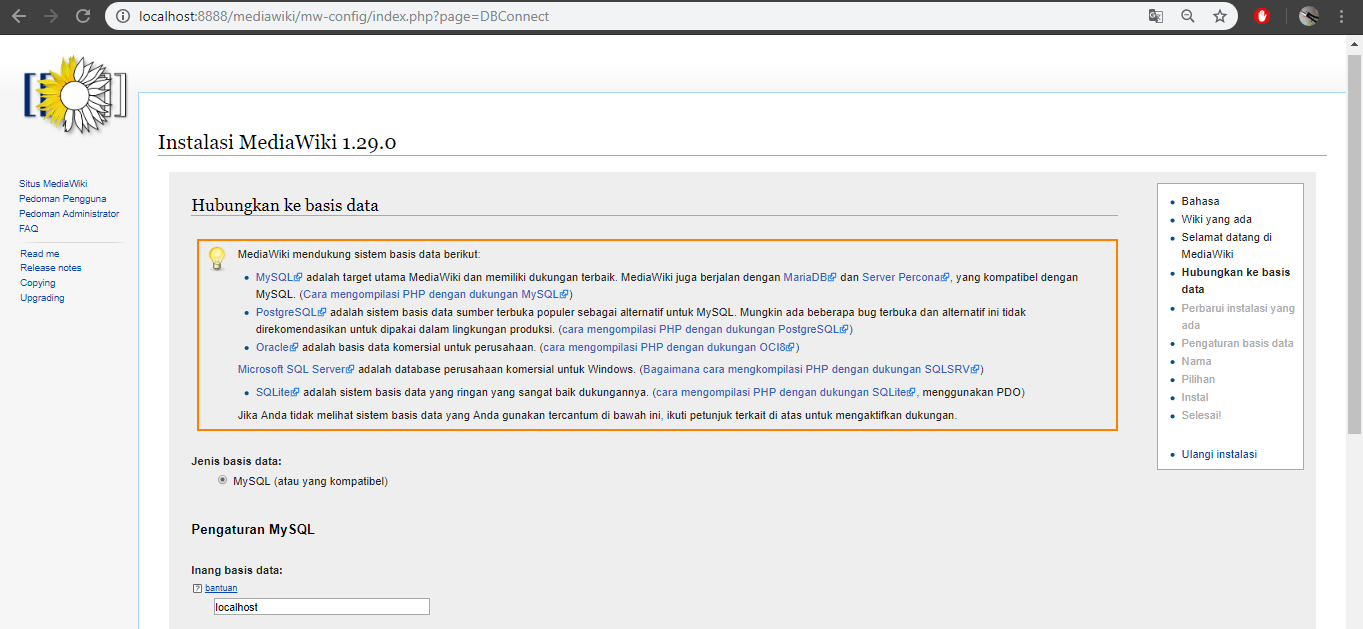 localhost:8888/mediawiki/mw-config/index.php?page=DBConnect
Situs MediaWiki
Pedoman Pengguna
Pedoman Administrator
FAQ
Read me
Release notes
Copying
Upgrading
Instalasi MediaWiki 1.29.0
Hubungkan ke basis data
MediaWiki mendukung sistem basis data berikut:
MySQL adalah target utama MediaWiki dan memiliki dukungan terbaik. MediaWiki juga berjalan dengan MariaDB dan Server Percona, yang kompatibel dengan
MySQL. (Cara mengompilasi PHP dengan dukungan MySQL)
PostgreSQL adalah sistem basis data sumber terbuka populer sebagai alternatif untuk MySQL. Mungkin ada beberapa bug terbuka dan alternatif ini tidak
direkomendasikan untuk dipakai dalam lingkungan produksi. (cara mengompilasi PHP dengan dukungan PostgreSQL)
Oracle adalah basis data komersial untuk perusahaan. (cara mengompilasi PHP dengan dukungan OCI8)
Microsoft SQL Server adalah database perusahaan komersial untuk Windows. (Bagaimana cara mengkompilasi PHP dengan dukungan SQLSRV)
SQLite adalah sistem basis data yang ringan yang sangat baik dukungannya. (cara mengompilasi PHP dengan dukungan SQLite, menggunakan PDO)
Jika Anda tidak melihat sistem basis data yang Anda gunakan tercantum di bawah ini, ikuti petunjuk terkait di atas untuk mengaktifkan dukungan.
Jenis basis data:
MySQL (atau yang kompatibel)
Pengaturan MySQL
Inang basis data:
? bantuan
localhost
Bahasa
Wiki yang ada
Selamat datang di
MediaWiki
Hubungkan ke basis
data
Perbarui instalasi yang
ada
Pengaturan basis data
Nama
Pilihan
Instal
Selesai!
Ulangi instalasi